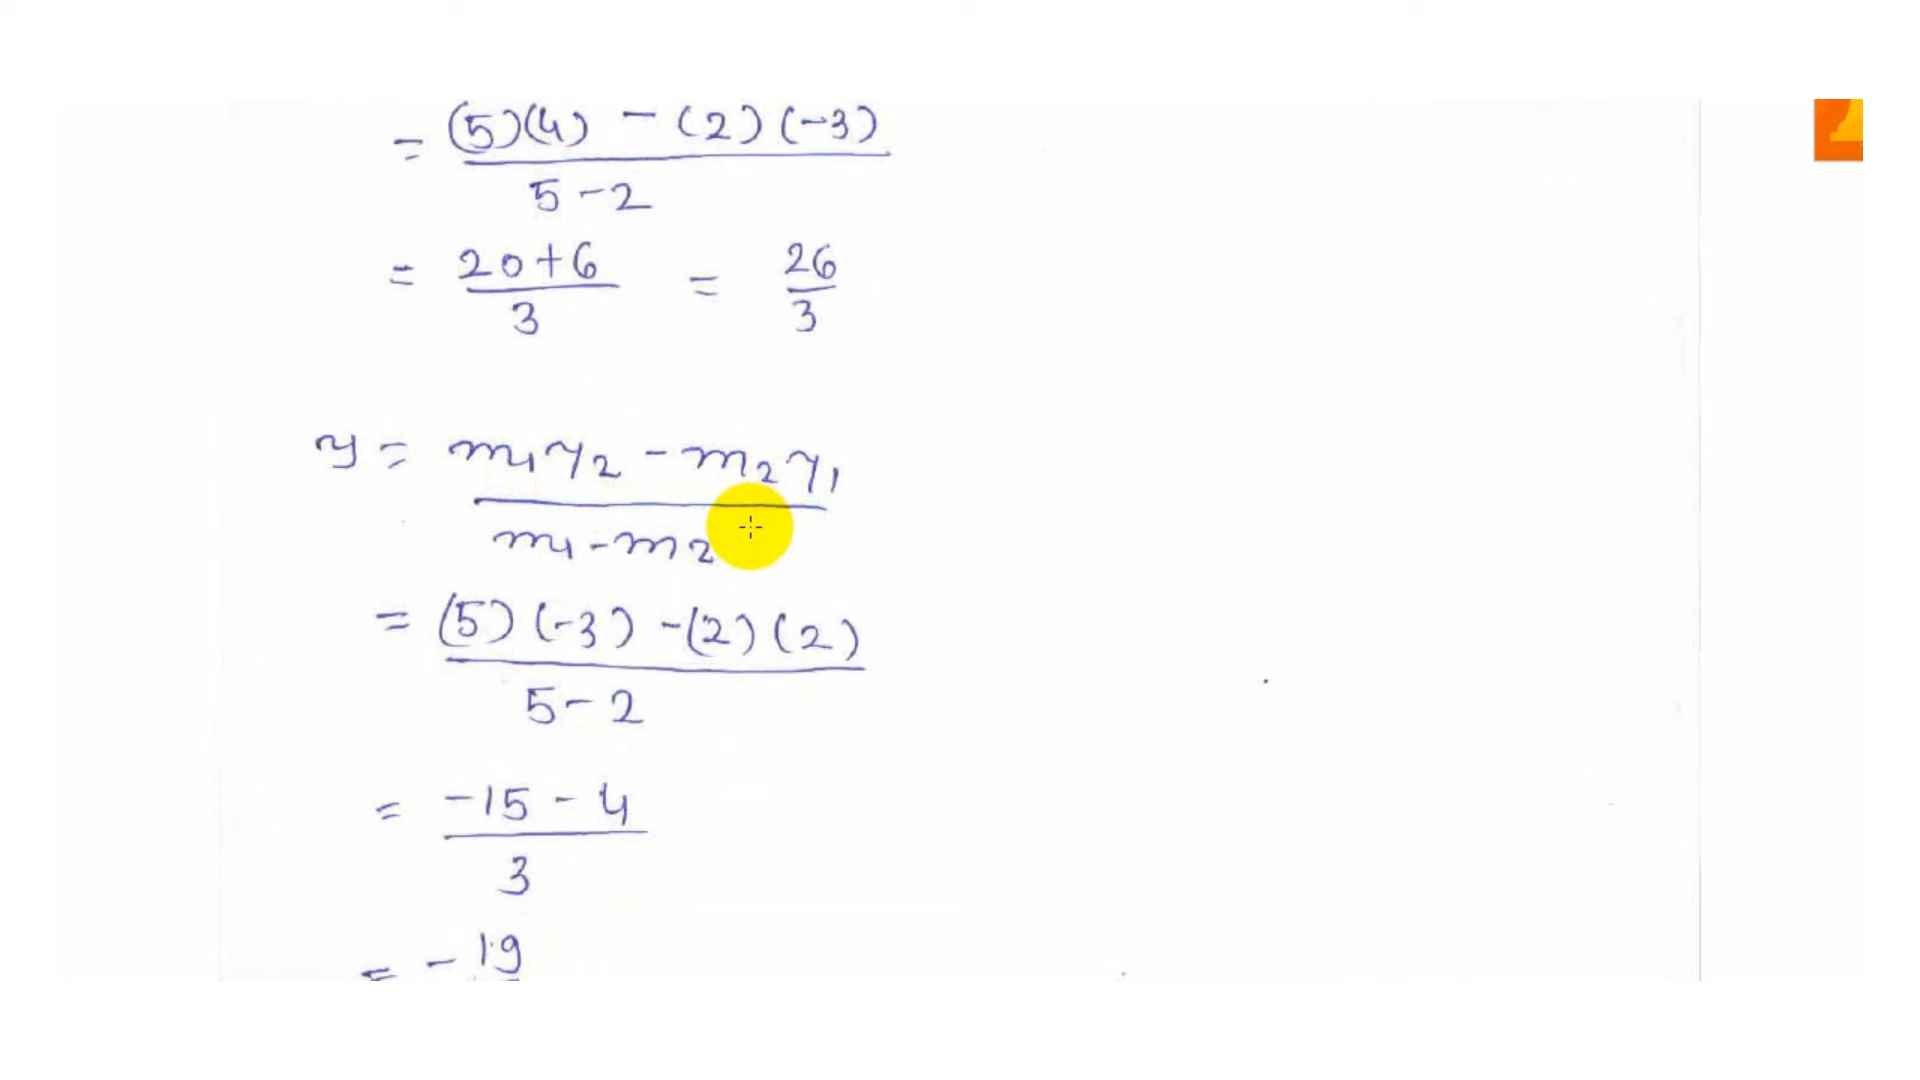 = (5)(4) - (2)(-3) / 5-2
= 20+6 / 3 = 26 / 3
y = m₁y₂ - m₂y₁ / m₁-m₂
= (5)(-3) -(2)(2) / 5-2
= -15-4 / 3
= -19